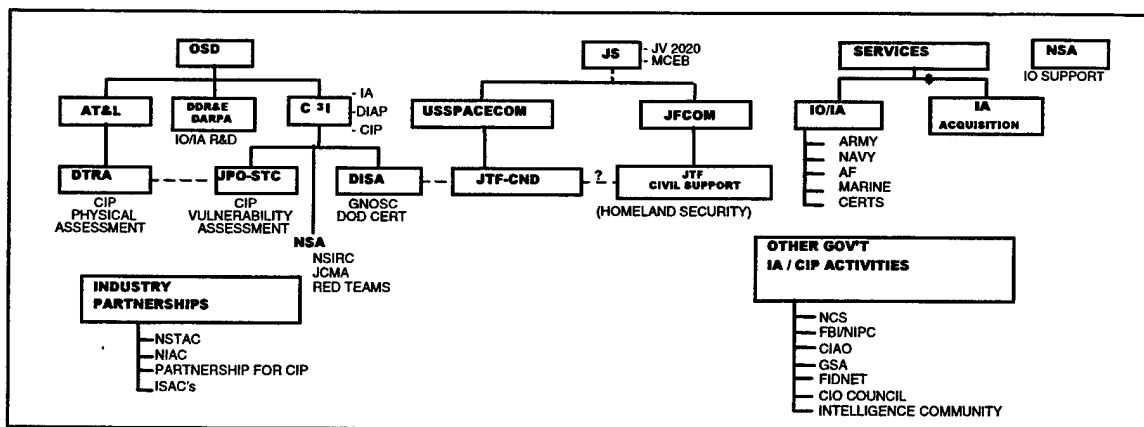 OSD
JS
- JV 2020
- MCEB
SERVICES
NSA
IO SUPPORT
AT&L
DDR&E
DARPA
IO/IA R&D
C³I
- IA
- DIAP
- CIP
USSPACECOM
JFCOM
IO/IA
ARMY
NAVY
AF
MARINE
CERTS
IA
ACQUISITION
DTRA
CIP
PHYSICAL
ASSESSMENT
JPO-STC
CIP
VULNERABILITY
ASSESSMENT
DISA
GNOSC
DOD CERT
JTF-CND
?
JTF
CIVIL SUPPORT
(HOMELAND SECURITY)
NSA
NSIRC
JCMA
RED TEAMS
INDUSTRY
PARTNERSHIPS
NSTAC
NIAC
PARTNERSHIP FOR CIP
ISAC's
OTHER GOV'T
IA / CIP ACTIVITIES
NCS
FBI/NIPC
CIAO
GSA
FIDNET
CIO COUNCIL
INTELLIGENCE COMMUNITY